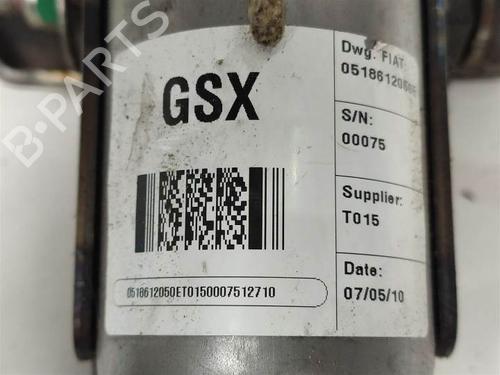 GSX
0518612050ET0150007512710
Dwg. FIAT:
S/N:
00075
Supplier:
T015
Date:
07/05/10
B-PARTS